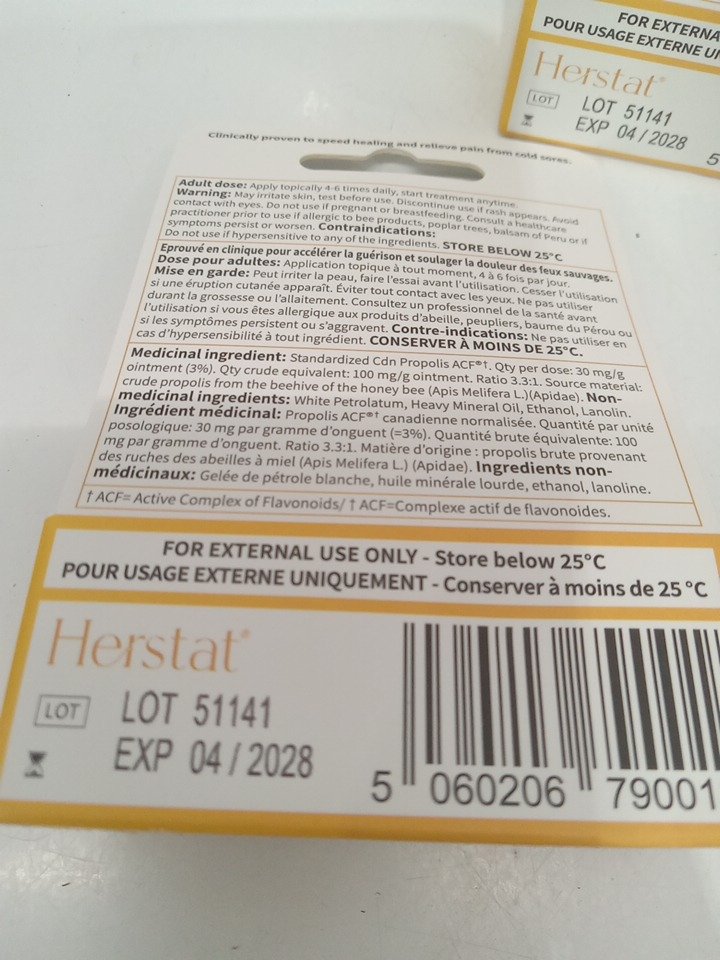 FOR EXTERNA
POUR USAGE EXTERNE U
Herstat®
LOT LOT 51141
EXP 04/2028
5
Clinically proven to speed healing and relieve pain from cold sores.
Adult dose: Apply topically 4-6 times daily, start treatment anytime.
Warning: May irritate skin, test before use. Discontinue use if rash appears. Avoid
contact with eyes. Do not use if pregnant or breastfeeding. Consult a healthcare
practitioner prior to use if allergic to bee products, poplar trees, balsam of Peru or if
symptoms persist or worsen. Contraindications:
Do not use if hypersensitive to any of the ingredients. STORE BELOW 25°C
Eprouvé en clinique pour accélérer la guérison et soulager la douleur des feux sauvages.
Dose pour adultes: Application topique à tout moment, 4 à 6 fois par jour.
Mise en garde: Peut irriter la peau, faire l'essai avant l'utilisation. Cesser l'utilisation
si une éruption cutanée apparaît. Éviter tout contact avec les yeux. Ne pas utiliser
durant la grossesse ou l'allaitement. Consultez un professionnel de la santé avant
l'utilisation si vous êtes allergique aux produits d'abeille, peupliers, baume du Pérou ou
si les symptômes persistent ou s'aggravent. Contre-indications: Ne pas utiliser en
cas d'hypersensibilité à tout ingrédient. CONSERVER À MOINS DE 25°C.
Medicinal ingredient: Standardized Cdn Propolis ACF®†. Qty per dose: 30 mg/g
ointment (3%). Qty crude equivalent: 100 mg/g ointment. Ratio 3.3:1. Source material:
crude propolis from the beehive of the honey bee (Apis Melifera L.)(Apidae). Non-
medicinal ingredients: White Petrolatum, Heavy Mineral Oil, Ethanol, Lanolin.
Ingrédient médicinal: Propolis ACF®† canadienne normalisée. Quantité par unité
posologique: 30 mg par gramme d'onguent (=3%). Quantité brute équivalente: 100
mg par gramme d'onguent. Ratio 3.3:1. Matière d'origine : propolis brute provenant
des ruches des abeilles à miel (Apis Melifera L.) (Apidae). Ingredients non-
médicinaux: Gelée de pétrole blanche, huile minérale lourde, ethanol, lanoline.
† ACF= Active Complex of Flavonoids/ † ACF=Complexe actif de flavonoides.
FOR EXTERNAL USE ONLY - Store below 25°C
POUR USAGE EXTERNE UNIQUEMENT - Conserver à moins de 25 °C
Herstat®
LOT LOT 51141
EXP 04/2028
5 060206 79001